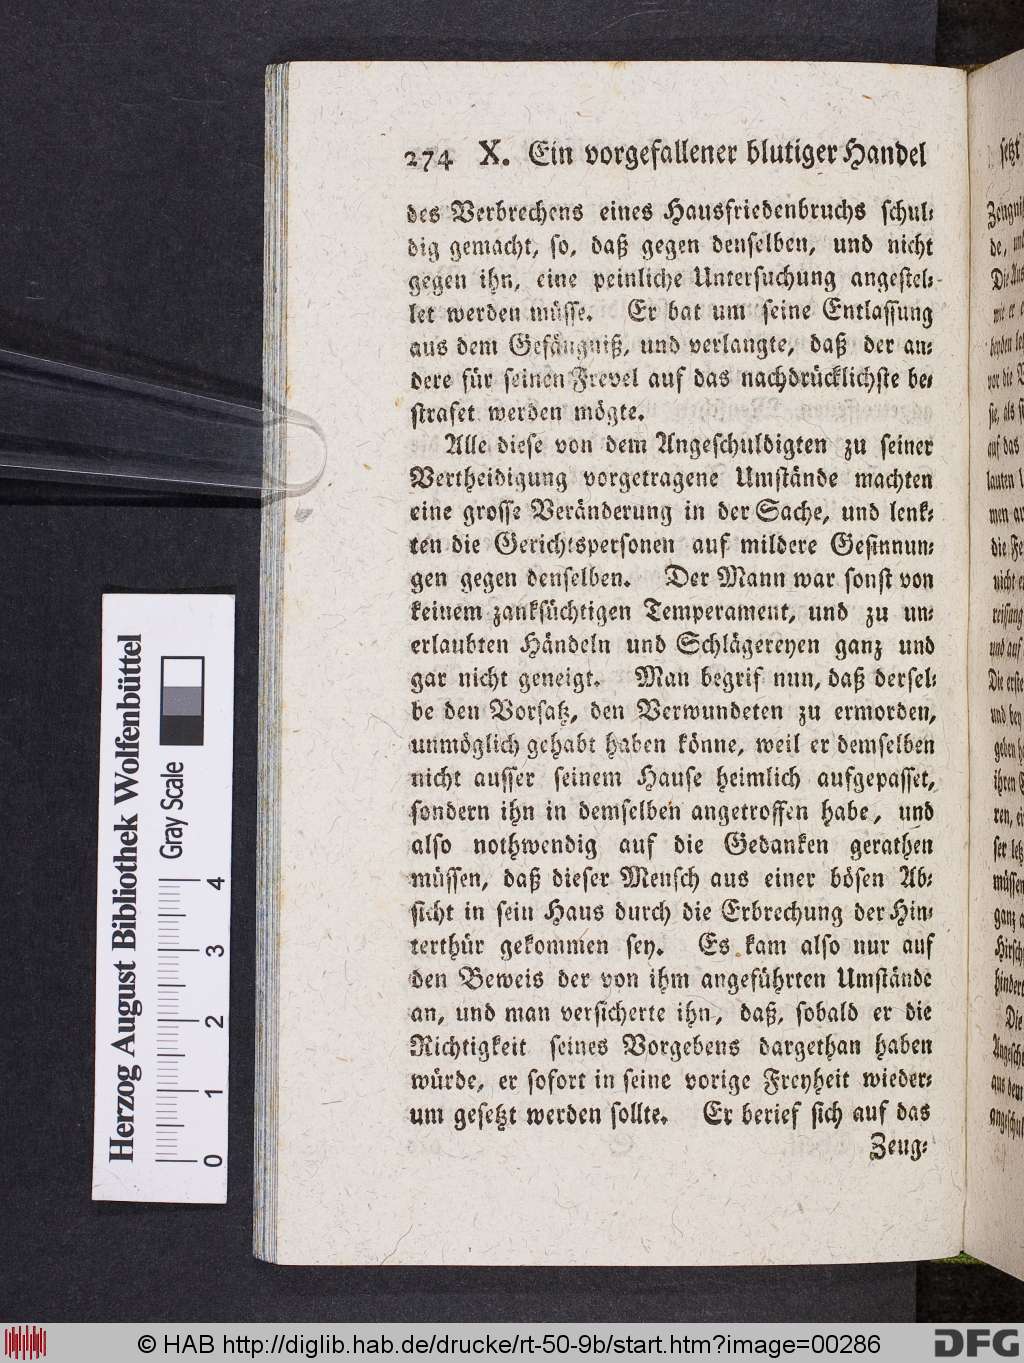 274 X. Ein vorgefallener blutiger Handel
des Verbrechens eines Hausfriedenbruchs schul⸗
dig gemacht, so, daß gegen denselben, und nicht
gegen ihn, eine peinliche Untersuchung angestel⸗
let werden müsse. Er bat um seine Entlassung
aus dem Gefängniß, und verlangte, daß der an⸗
dere für seinen Frevel auf das nachdrücklichste be⸗
strafet werden mögte.
Alle diese von dem Angeschuldigten zu seiner
Vertheidigung vorgetragene Umstände machten
eine grosse Veränderung in der Sache, und lenk⸗
ten die Gerichtspersonen auf mildere Gesinnun⸗
gen gegen denselben. Der Mann war sonst von
keinem zanksüchtigen Temperament, und zu un⸗
erlaubten Händeln und Schlägereyen ganz und
gar nicht geneigt. Man begrif nun, daß dersel⸗
be den Vorsatz, den Verwundeten zu ermorden,
unmöglich gehabt haben könne, weil er demselben
nicht ausser seinem Hause heimlich aufgepasset,
sondern ihn in demselben angetroffen habe, und
also nothwendig auf die Gedanken gerathen
müssen, daß dieser Mensch aus einer bösen Ab⸗
sicht in sein Haus durch die Erbrechung der Hin⸗
terthür gekommen sey. Es kam also nur auf
den Beweis der von ihm angeführten Umstände
an, und man versicherte ihn, daß, sobald er die
Richtigkeit seines Vorgebens dargethan haben
würde, er sofort in seine vorige Freyheit wieder⸗
um gesetzt werden sollte. Er berief sich auf das
Zeug⸗
Herzog August Bibliothek Wolfenbüttel
Gray Scale
0 1 2 3 4
© HAB http://diglib.hab.de/drucke/rt-50-9b/start.htm?image=00286
DFG